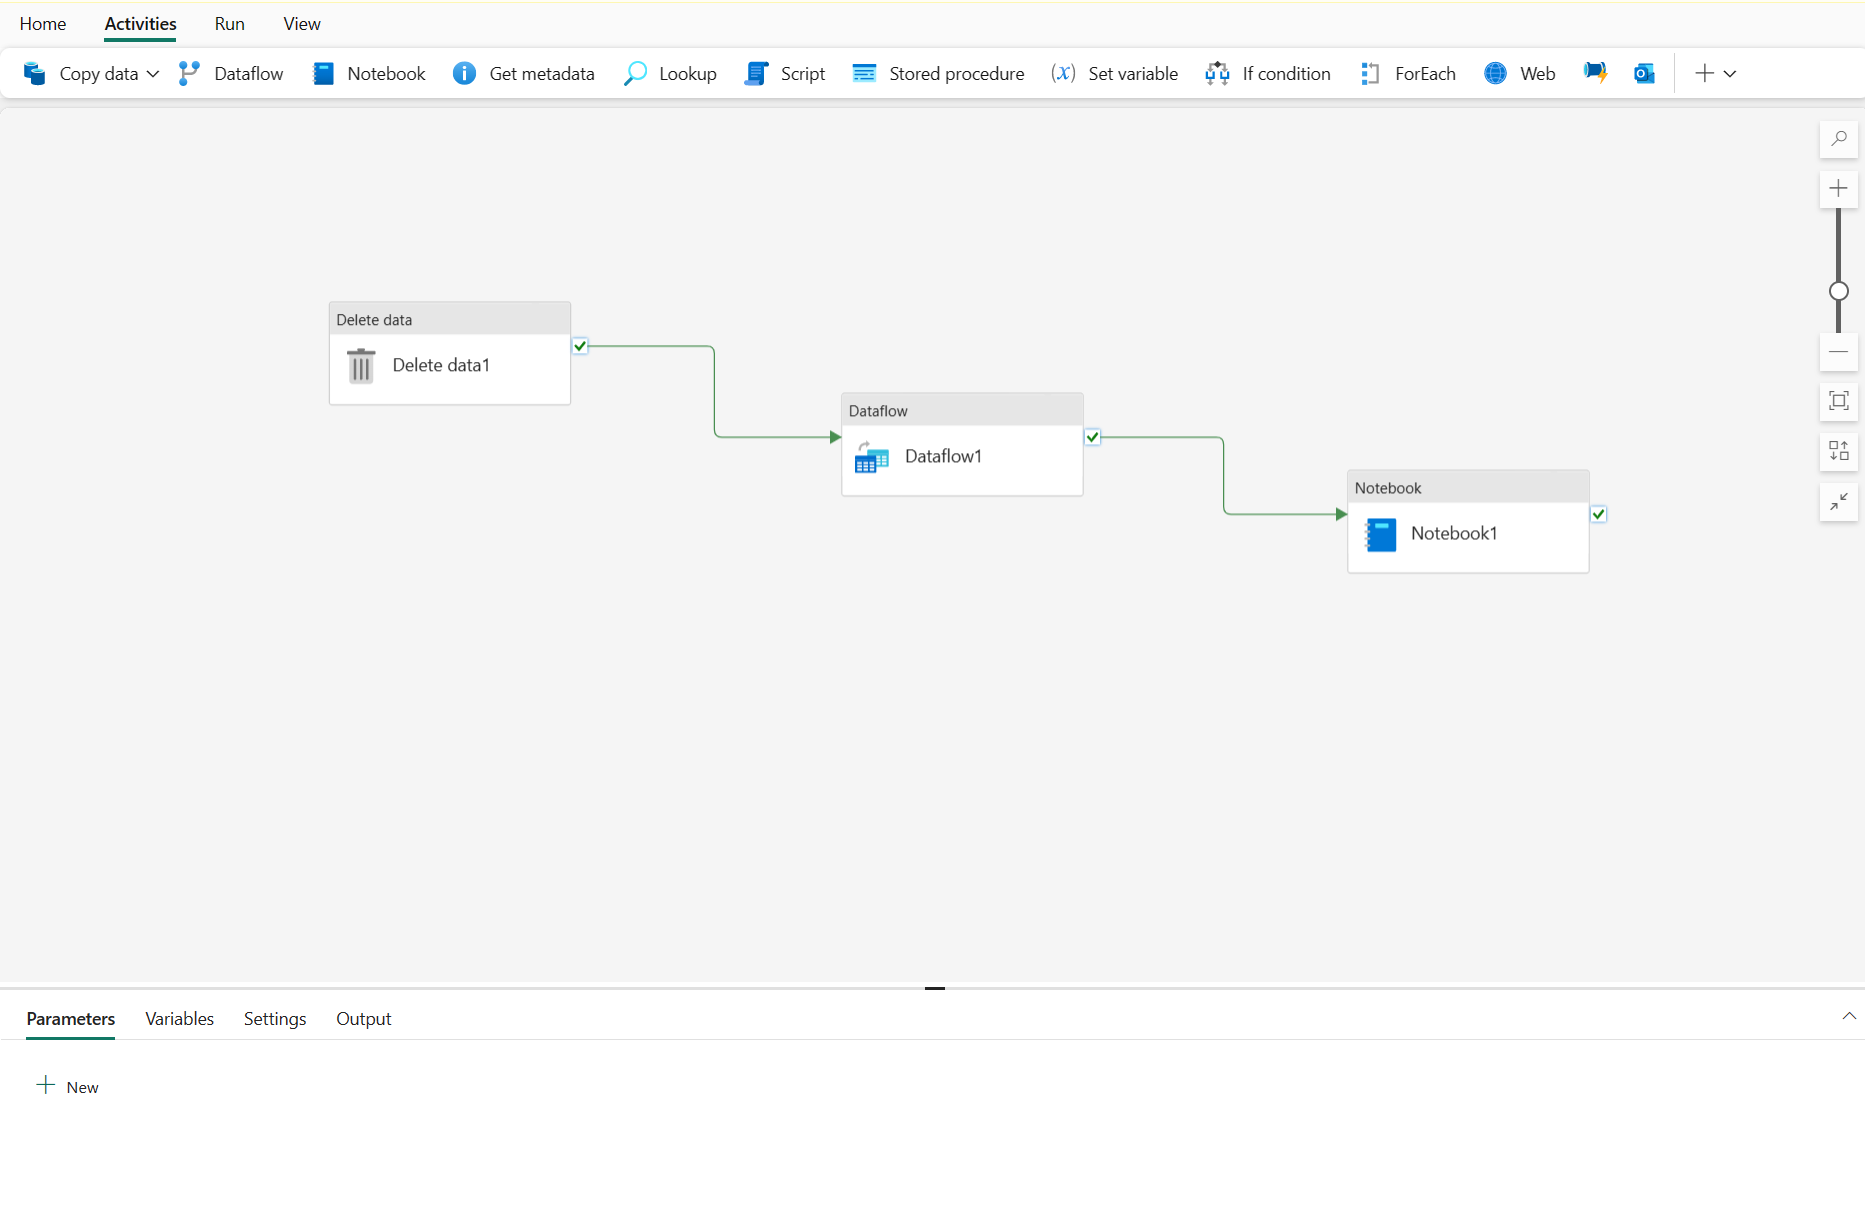 Home Activities Run View
Copy data Dataflow Notebook Get metadata Lookup Script Stored procedure Set variable If condition ForEach Web
Delete data
Delete data1
Dataflow
Dataflow1
Notebook
Notebook1
Parameters Variables Settings Output
New